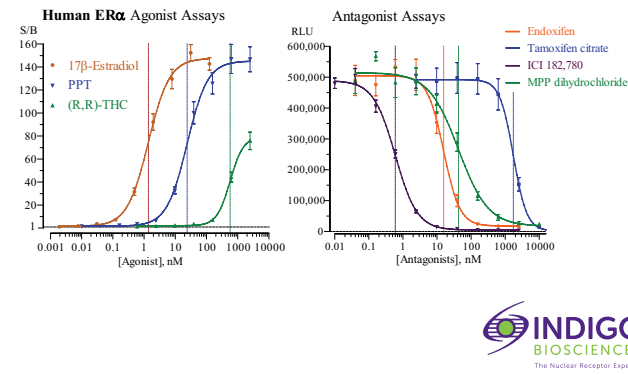 Human ERα Agonist Assays
S/B
160
140
120
100
80
60
40
20
1
17β-Estradiol
PPT
(R,R)-THC
0.001 0.01 0.1 1 10 100 1000 10000
[Agonist], nM
Antagonist Assays
RLU
600,000
500,000
400,000
300,000
200,000
100,000
0
0.01 0.1 1 10 100 1000 10000
[Antagonists], nM
Endoxifen
Tamoxifen citrate
ICI 182,780
MPP dihydrochloride
INDIGO
BIOSCIENCE
The Nuclear Receptor Expe